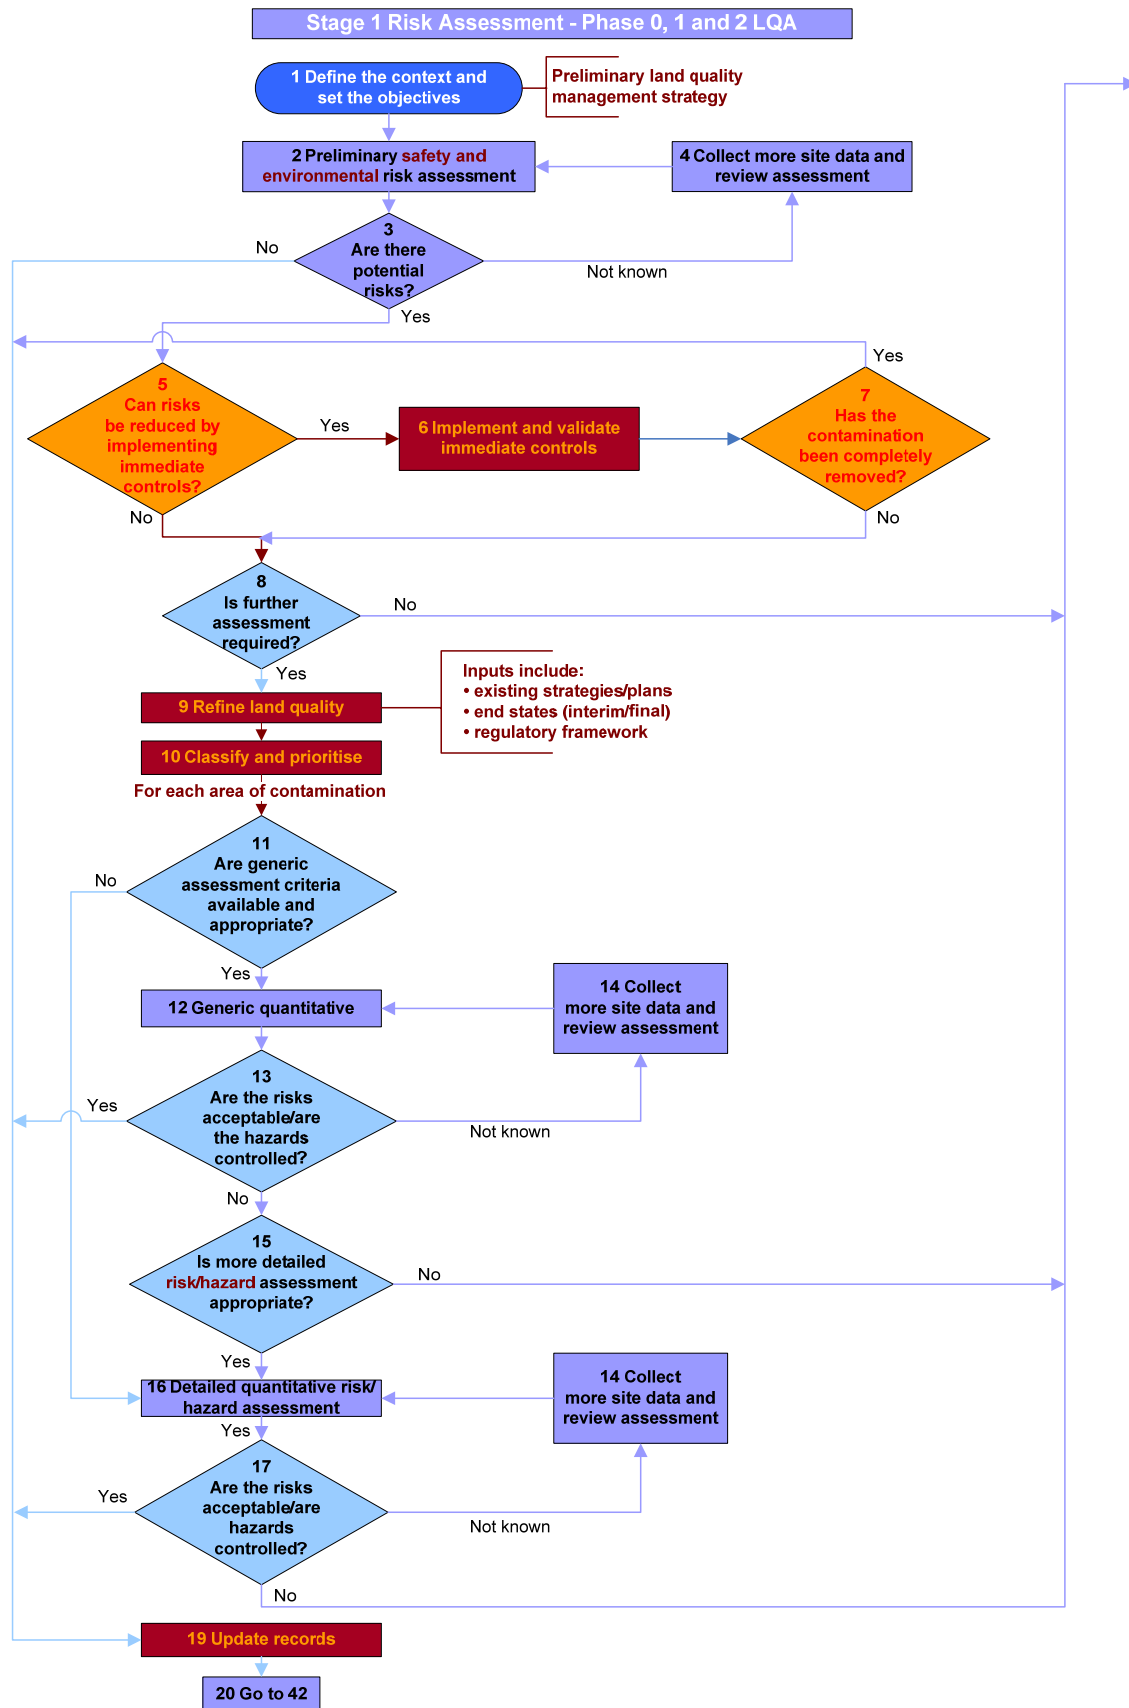 Stage 1 Risk Assessment - Phase 0, 1 and 2 LQA
1 Define the context and
set the objectives
Preliminary land quality
management strategy
2 Preliminary safety and
environmental risk assessment
4 Collect more site data and
review assessment
3
Are there
potential
risks?
No
Not known
Yes
Yes
5
Can risks
be reduced by
implementing
immediate
controls?
Yes
6 Implement and validate
immediate controls
7
Has the
contamination
been completely
removed?
No
No
8
Is further
assessment
required?
No
Yes
Inputs include:
• existing strategies/plans
• end states (interim/final)
• regulatory framework
9 Refine land quality
10 Classify and prioritise
For each area of contamination
11
Are generic
assessment criteria
available and
appropriate?
No
Yes
12 Generic quantitative
14 Collect
more site data and
review assessment
13
Are the risks
acceptable/are
the hazards
controlled?
Yes
Not known
No
15
Is more detailed
risk/hazard assessment
appropriate?
No
Yes
16 Detailed quantitative risk/
hazard assessment
14 Collect
more site data and
review assessment
Yes
17
Are the risks
acceptable/are
hazards
controlled?
Yes
Not known
No
19 Update records
20 Go to 42